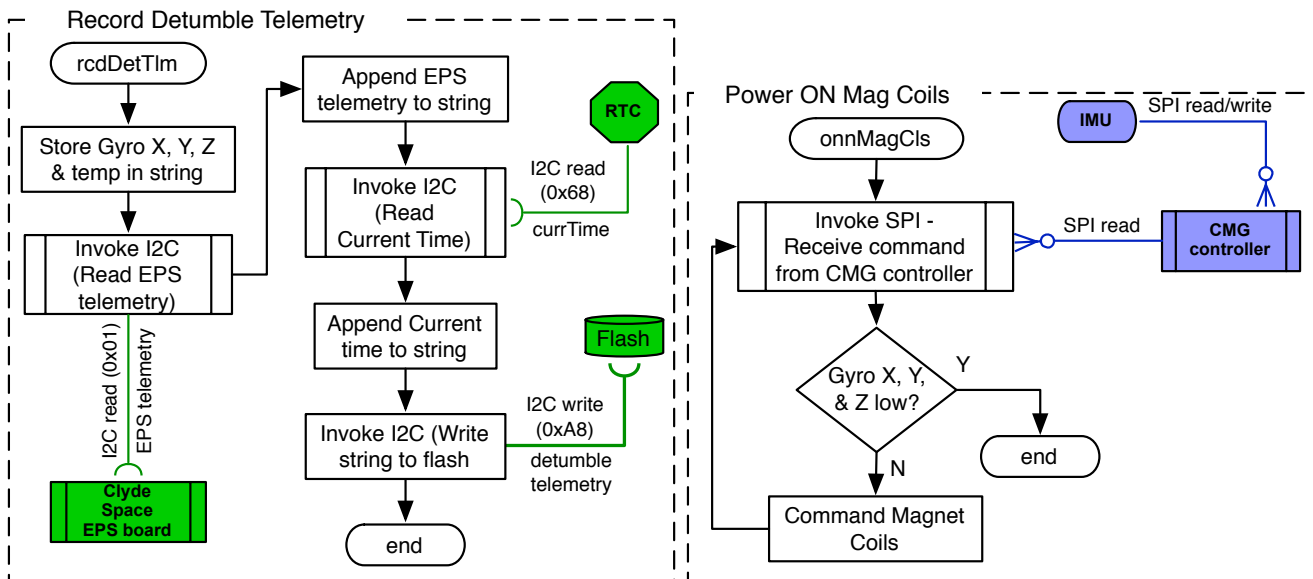 Record Detumble Telemetry
rcdDetTlm
Store Gyro X, Y, Z
& temp in string
Invoke I2C
(Read EPS
telemetry)
I2C read (0x01)
EPS telemetry
Clyde
Space
EPS board
Append EPS
telemetry to string
Invoke I2C
(Read
Current Time)
RTC
I2C read
(0x68)
currTime
Append Current
time to string
Flash
Invoke I2C (Write
string to flash
I2C write
(0xA8)
detumble
telemetry
end
Power ON Mag Coils
onnMagCls
IMU
SPI read/write
Invoke SPI -
Receive command
from CMG controller
SPI read
CMG
controller
Gyro X, Y,
& Z low?
Y
end
N
Command Magnet
Coils